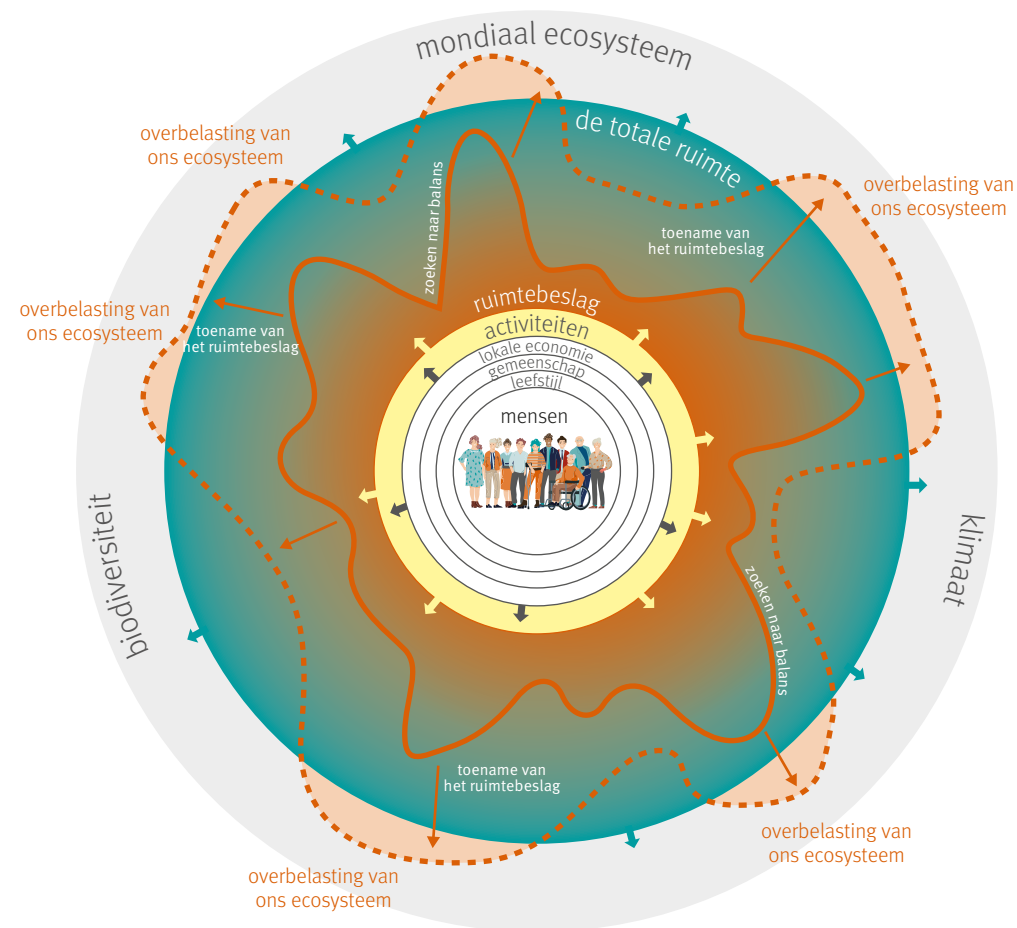 mondiaal ecosysteem
de totale ruimte
overbelasting van
ons ecosysteem
zoeken naar balans
overbelasting van
ons ecosysteem
toename van
het ruimtebeslag
overbelasting van
ons ecosysteem
toename van
het ruimtebeslag
ruimtebeslag
activiteiten
lokale economie
gemeenschap
leefstijl
mensen
biodiversiteit
klimaat
zoeken naar balans
toename van
het ruimtebeslag
overbelasting van
ons ecosysteem
overbelasting van
ons ecosysteem